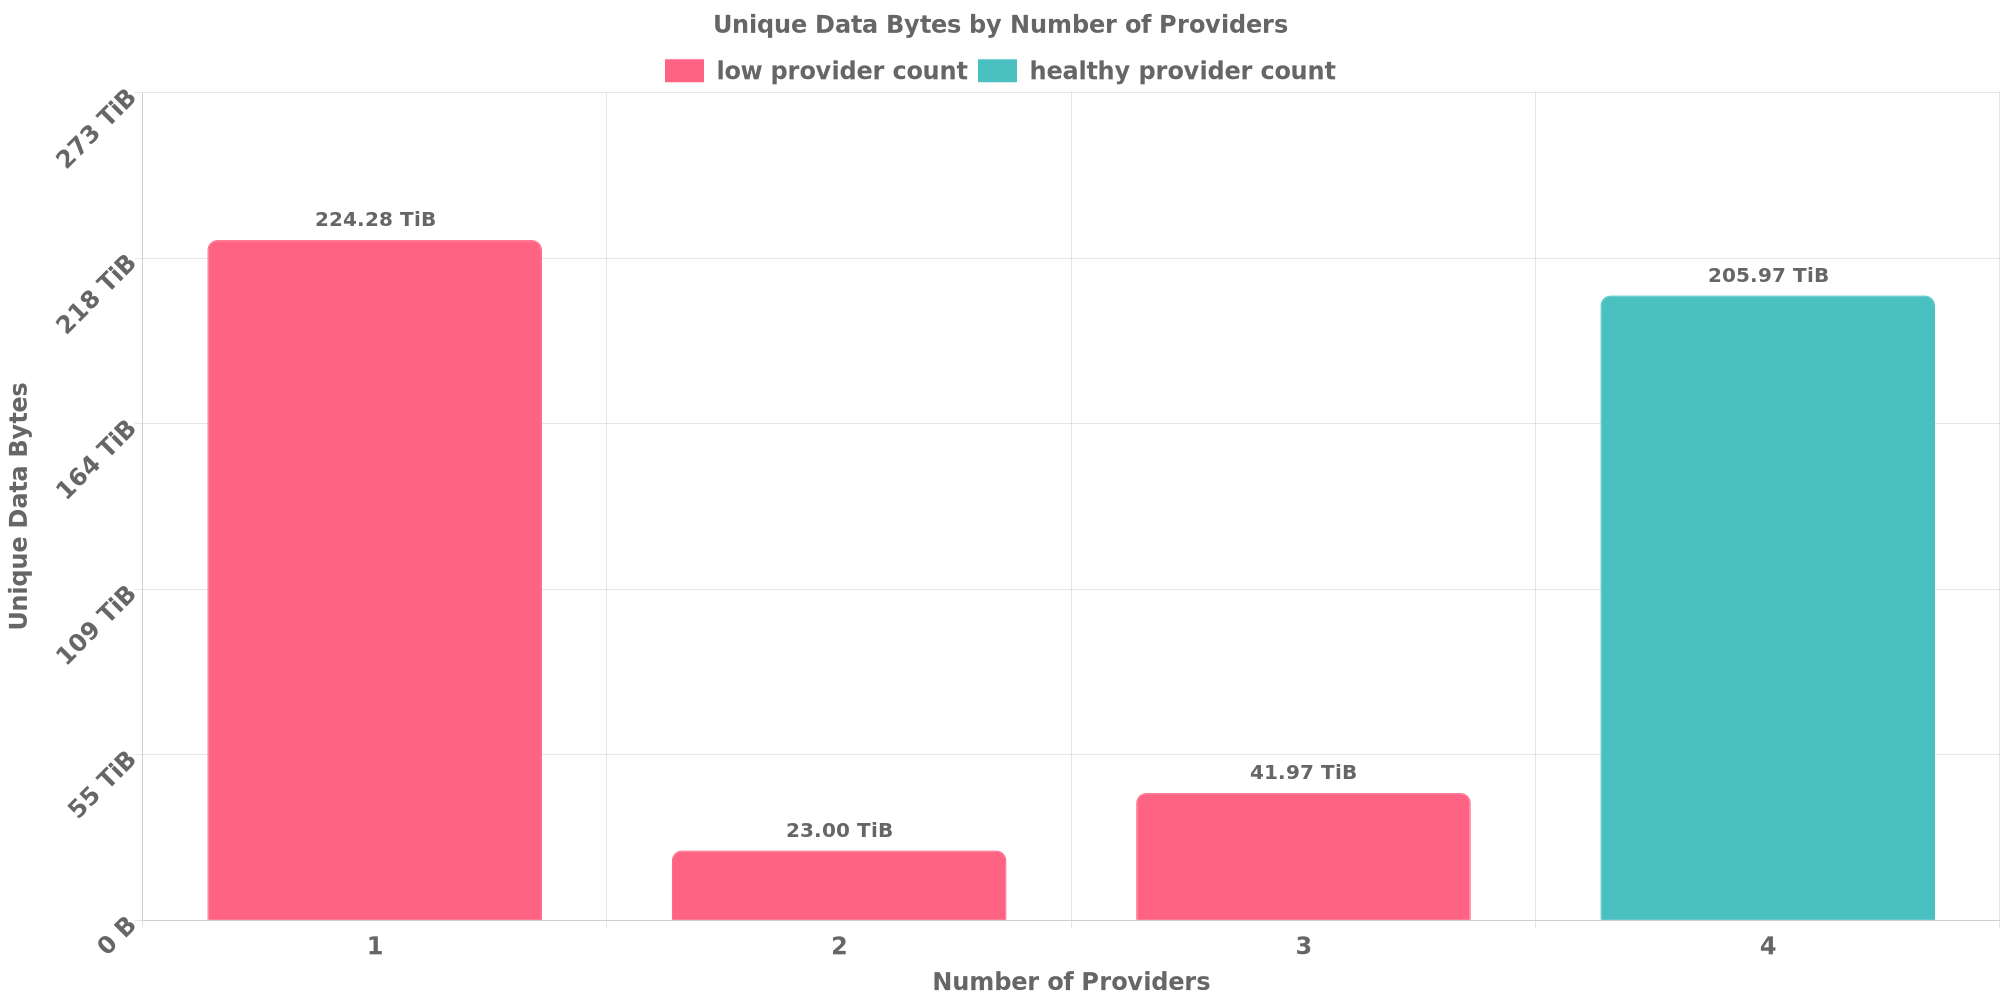 Unique Data Bytes by Number of Providers
low provider count healthy provider count
273 TiB
218 TiB
164 TiB
109 TiB
55 TiB
0 B
Unique Data Bytes
224.28 TiB
23.00 TiB
41.97 TiB
205.97 TiB
1 2 3 4
Number of Providers